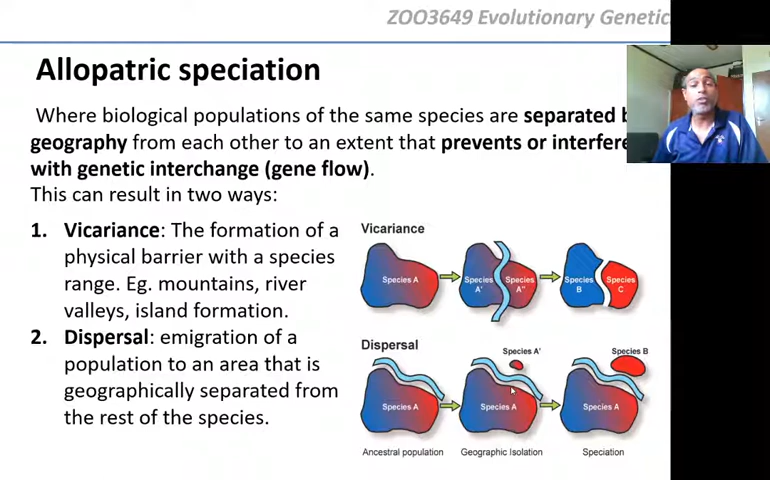 ZOO3649 Evolutionary Genetic
Allopatric speciation
Where biological populations of the same species are separated
geography from each other to an extent that prevents or interfere
with genetic interchange (gene flow).
This can result in two ways:
1. Vicariance: The formation of a
physical barrier with a species
range. Eg. mountains, river
valleys, island formation.
2. Dispersal: emigration of a
population to an area that is
geographically separated from
the rest of the species.
Vicariance
Species A
Species A'
Species A''
Species B
Species C
Dispersal
Species A'
Species B
Species A
Species A
Species A
Ancestral population
Geographic Isolation
Speciation